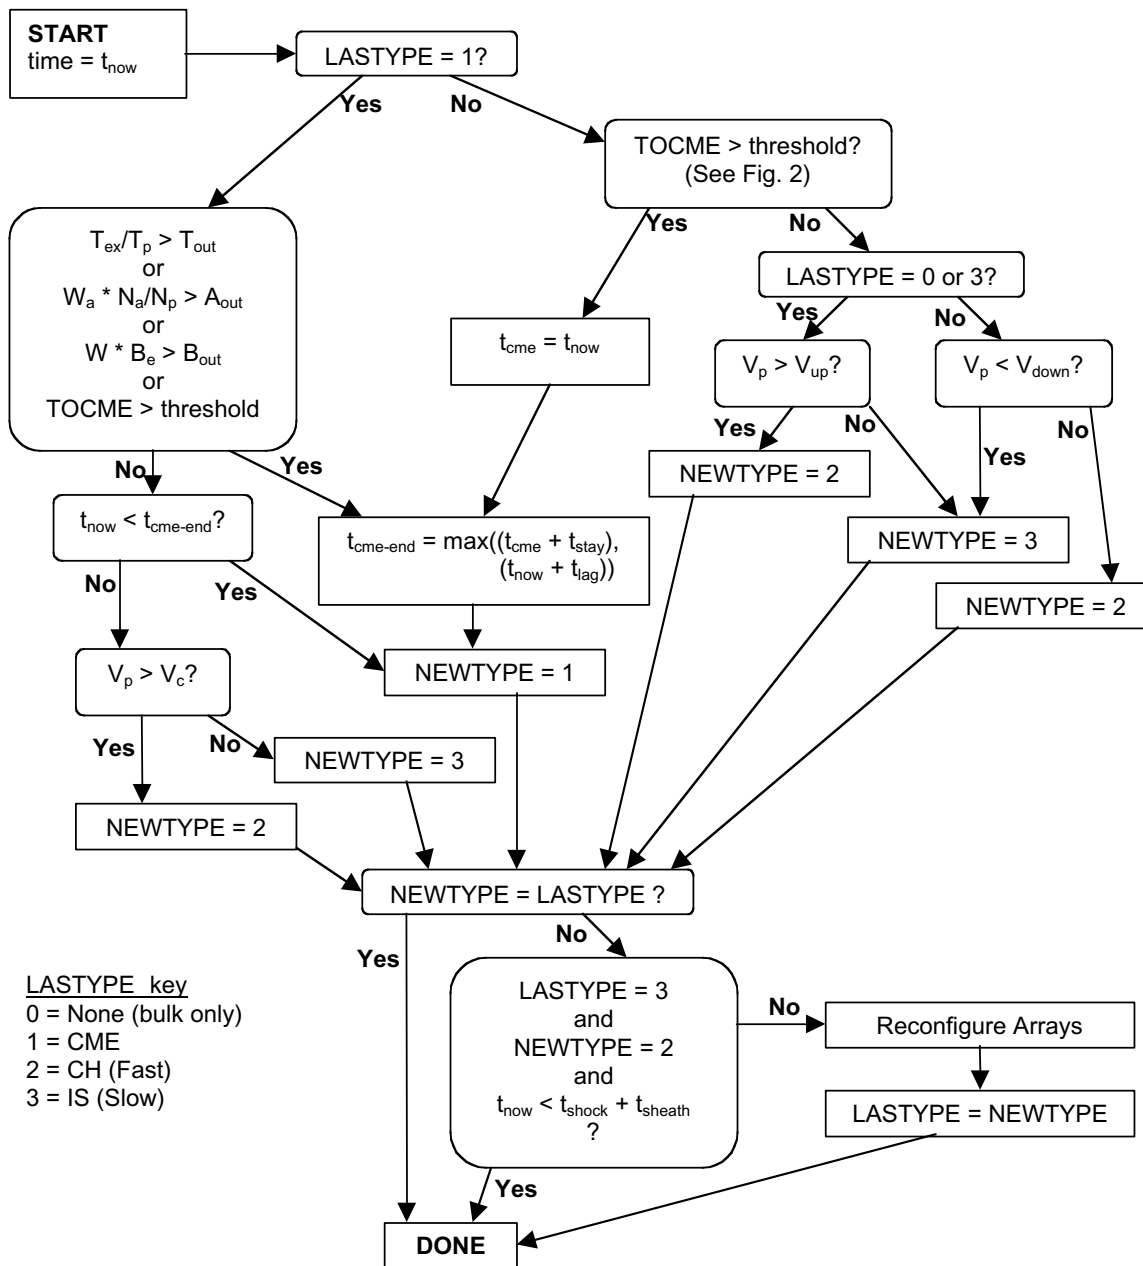 START
time = t_now
LASTYPE = 1?
Yes
No
TOCME > threshold?
(See Fig. 2)
Yes
No
T_ex/T_p > T_out
or
W_a * N_a/N_p > A_out
or
W * B_e > B_out
or
TOCME > threshold
LASTYPE = 0 or 3?
Yes
No
t_cme = t_now
V_p > V_up?
V_p < V_down?
Yes
No
Yes
No
NEWTYPE = 2
No
Yes
t_now < t_cme-end?
t_cme-end = max((t_cme + t_stay),
(t_now + t_lag))
NEWTYPE = 3
NEWTYPE = 2
No
Yes
V_p > V_c?
NEWTYPE = 1
Yes
No
NEWTYPE = 3
NEWTYPE = 2
NEWTYPE = LASTYPE ?
Yes
No
LASTYPE key
0 = None (bulk only)
1 = CME
2 = CH (Fast)
3 = IS (Slow)
LASTYPE = 3
and
NEWTYPE = 2
and
t_now < t_shock + t_sheath
?
No
Reconfigure Arrays
LASTYPE = NEWTYPE
Yes
DONE